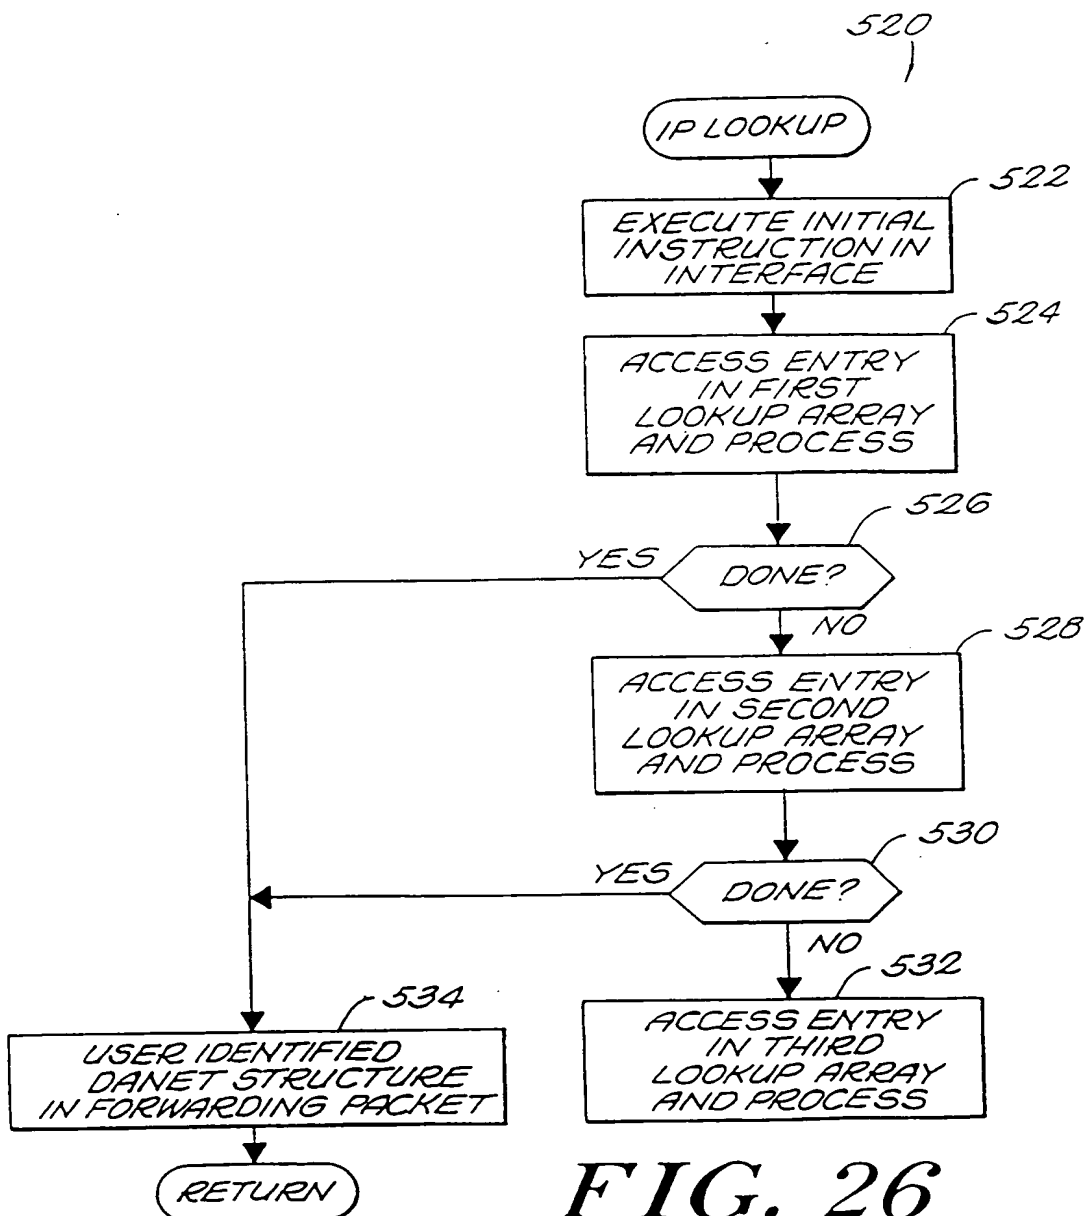 520
IP LOOKUP
522
EXECUTE INITIAL
INSTRUCTION IN
INTERFACE
524
ACCESS ENTRY
IN FIRST
LOOKUP ARRAY
AND PROCESS
526
YES
DONE?
NO
528
ACCESS ENTRY
IN SECOND
LOOKUP ARRAY
AND PROCESS
530
YES
DONE?
NO
532
ACCESS ENTRY
IN THIRD
LOOKUP ARRAY
AND PROCESS
534
USER IDENTIFIED
DANET STRUCTURE
IN FORWARDING PACKET
RETURN
FIG. 26